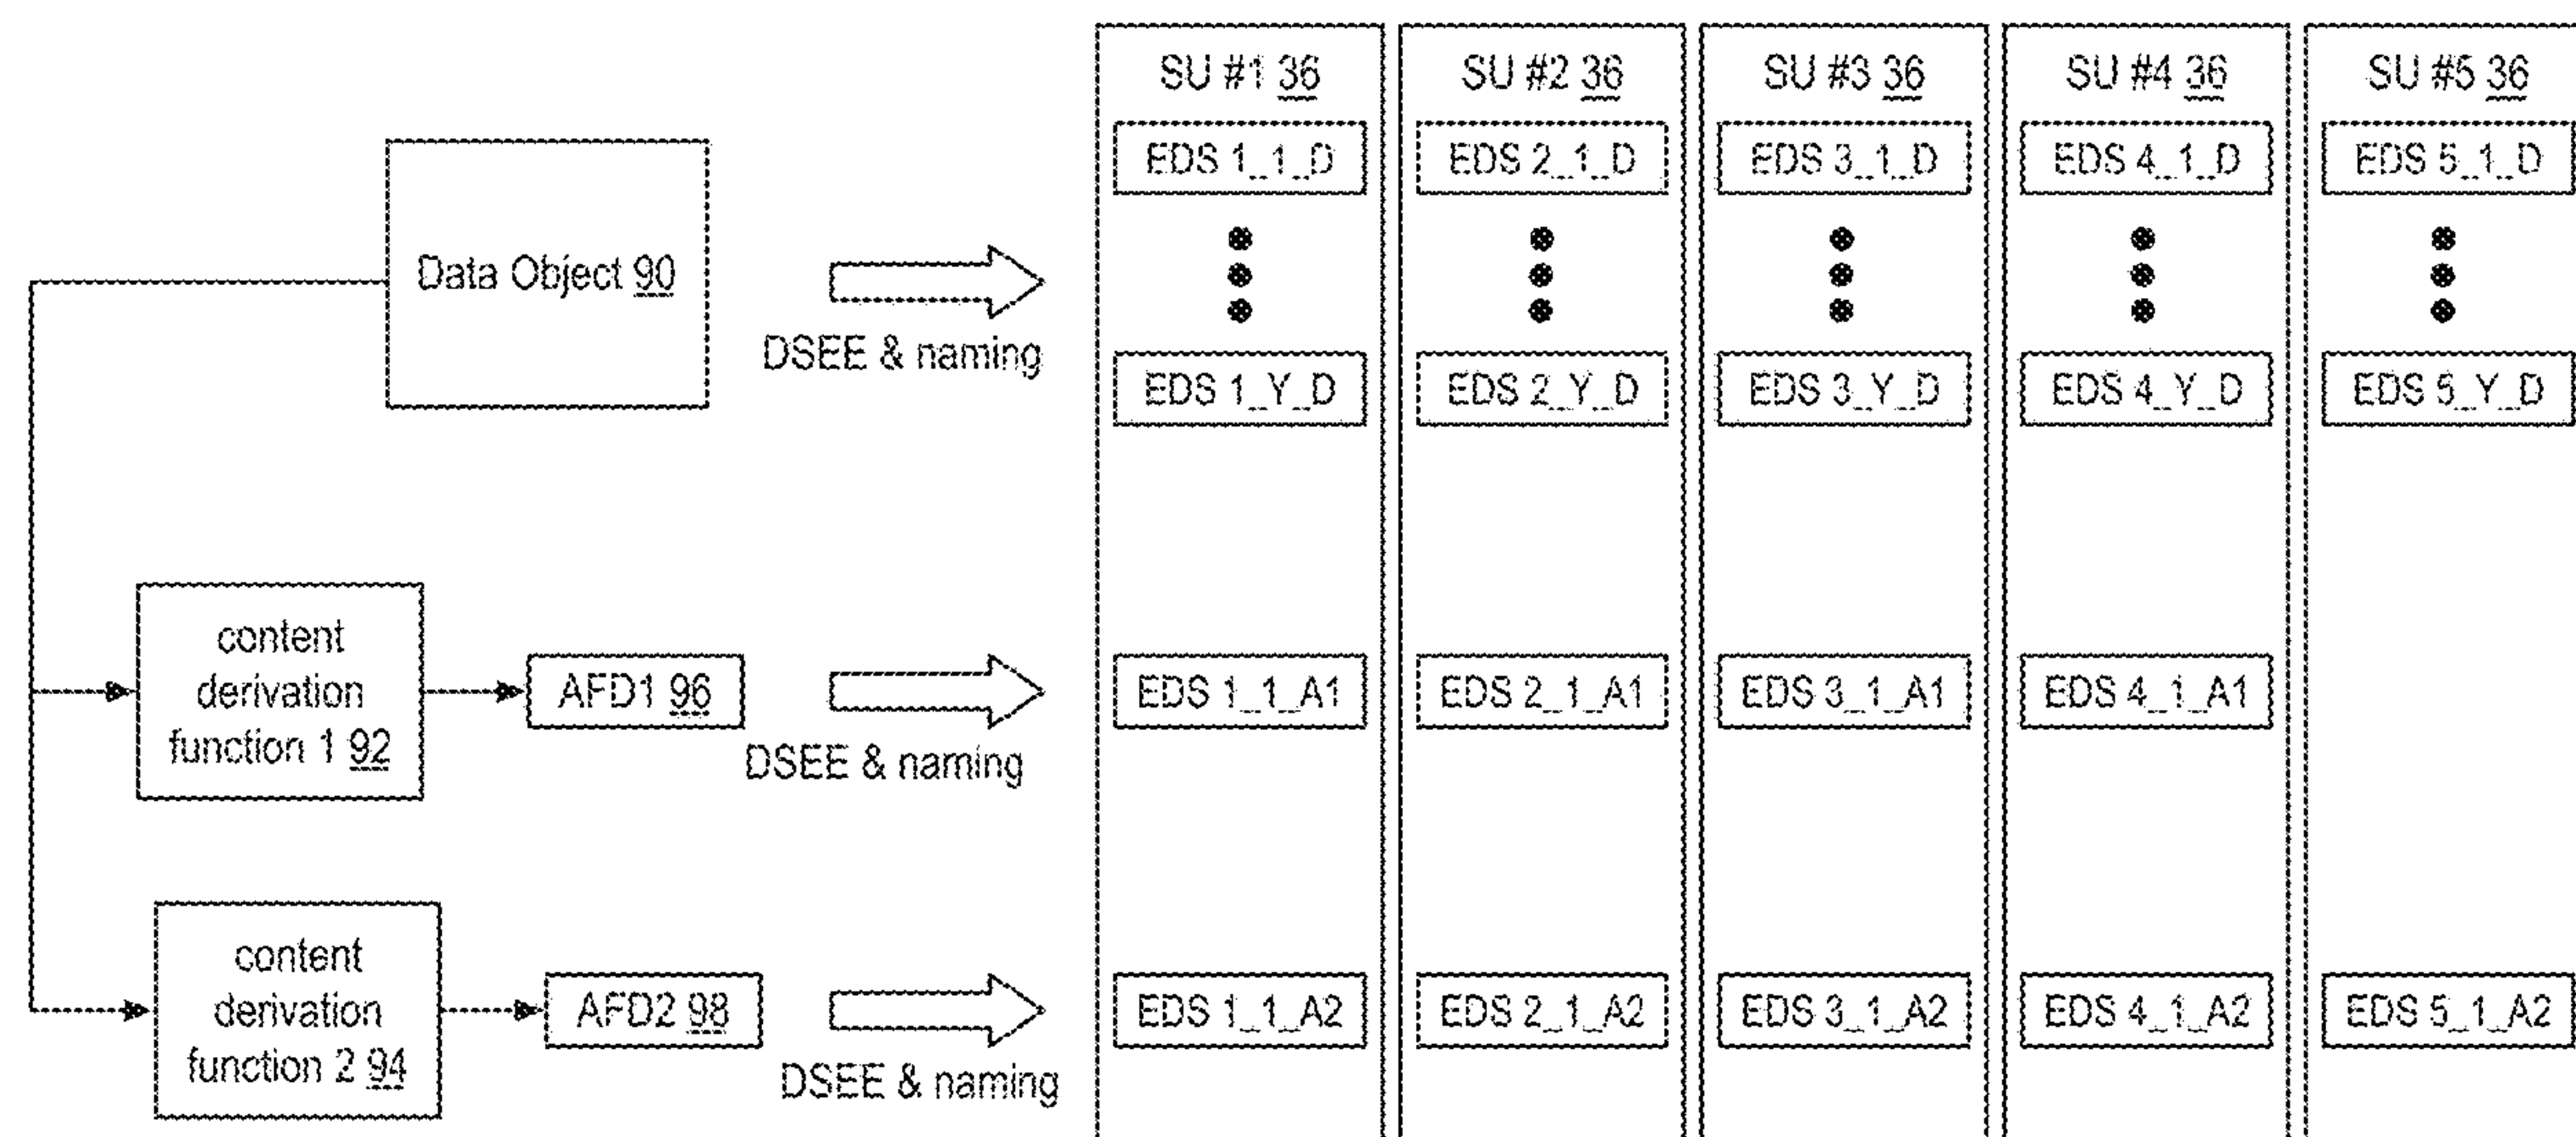 SU #1 36
SU #2 36
SU #3 36
SU #4 36
SU #5 36
EDS 1_1_D
EDS 2_1_D
EDS 3_1_D
EDS 4_1_D
EDS 5_1_D
Data Object 90
DSEE & naming
EDS 1_Y_D
EDS 2_Y_D
EDS 3_Y_D
EDS 4_Y_D
EDS 5_Y_D
content
derivation
function 1 92
AFD1 96
DSEE & naming
EDS 1_1_A1
EDS 2_1_A1
EDS 3_1_A1
EDS 4_1_A1
content
derivation
function 2 94
AFD2 98
DSEE & naming
EDS 1_1_A2
EDS 2_1_A2
EDS 3_1_A2
EDS 4_1_A2
EDS 5_1_A2